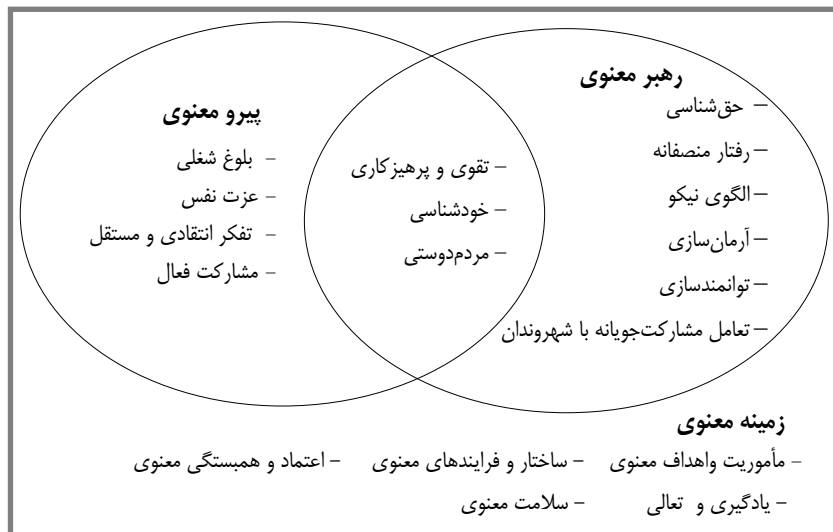 رهبر معنوی
– حق‌شناسی
– رفتار منصفانه
– الگوی نیکو
– آرمان‌سازی
– توانمندسازی
– تعامل مشارکت‌جویانه با شهروندان
– تقوی و پرهیزکاری
– خودشناسی
– مردم‌دوستی
پیرو معنوی
- بلوغ شغلی
- عزت نفس
- تفکر انتقادی و مستقل
- مشارکت فعال
زمینه معنوی
- مأموریت واهداف معنوی – ساختار و فرایندهای معنوی – اعتماد و همبستگی معنوی
– یادگیری و تعالی – سلامت معنوی